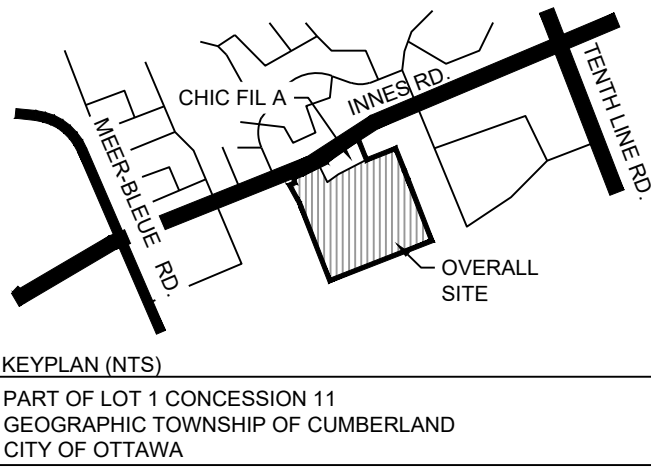 CHIC FIL A
INNES RD.
TENTH LINE RD.
MEER-BLEUE RD.
OVERALL
SITE
KEYPLAN (NTS)
PART OF LOT 1 CONCESSION 11
GEOGRAPHIC TOWNSHIP OF CUMBERLAND
CITY OF OTTAWA